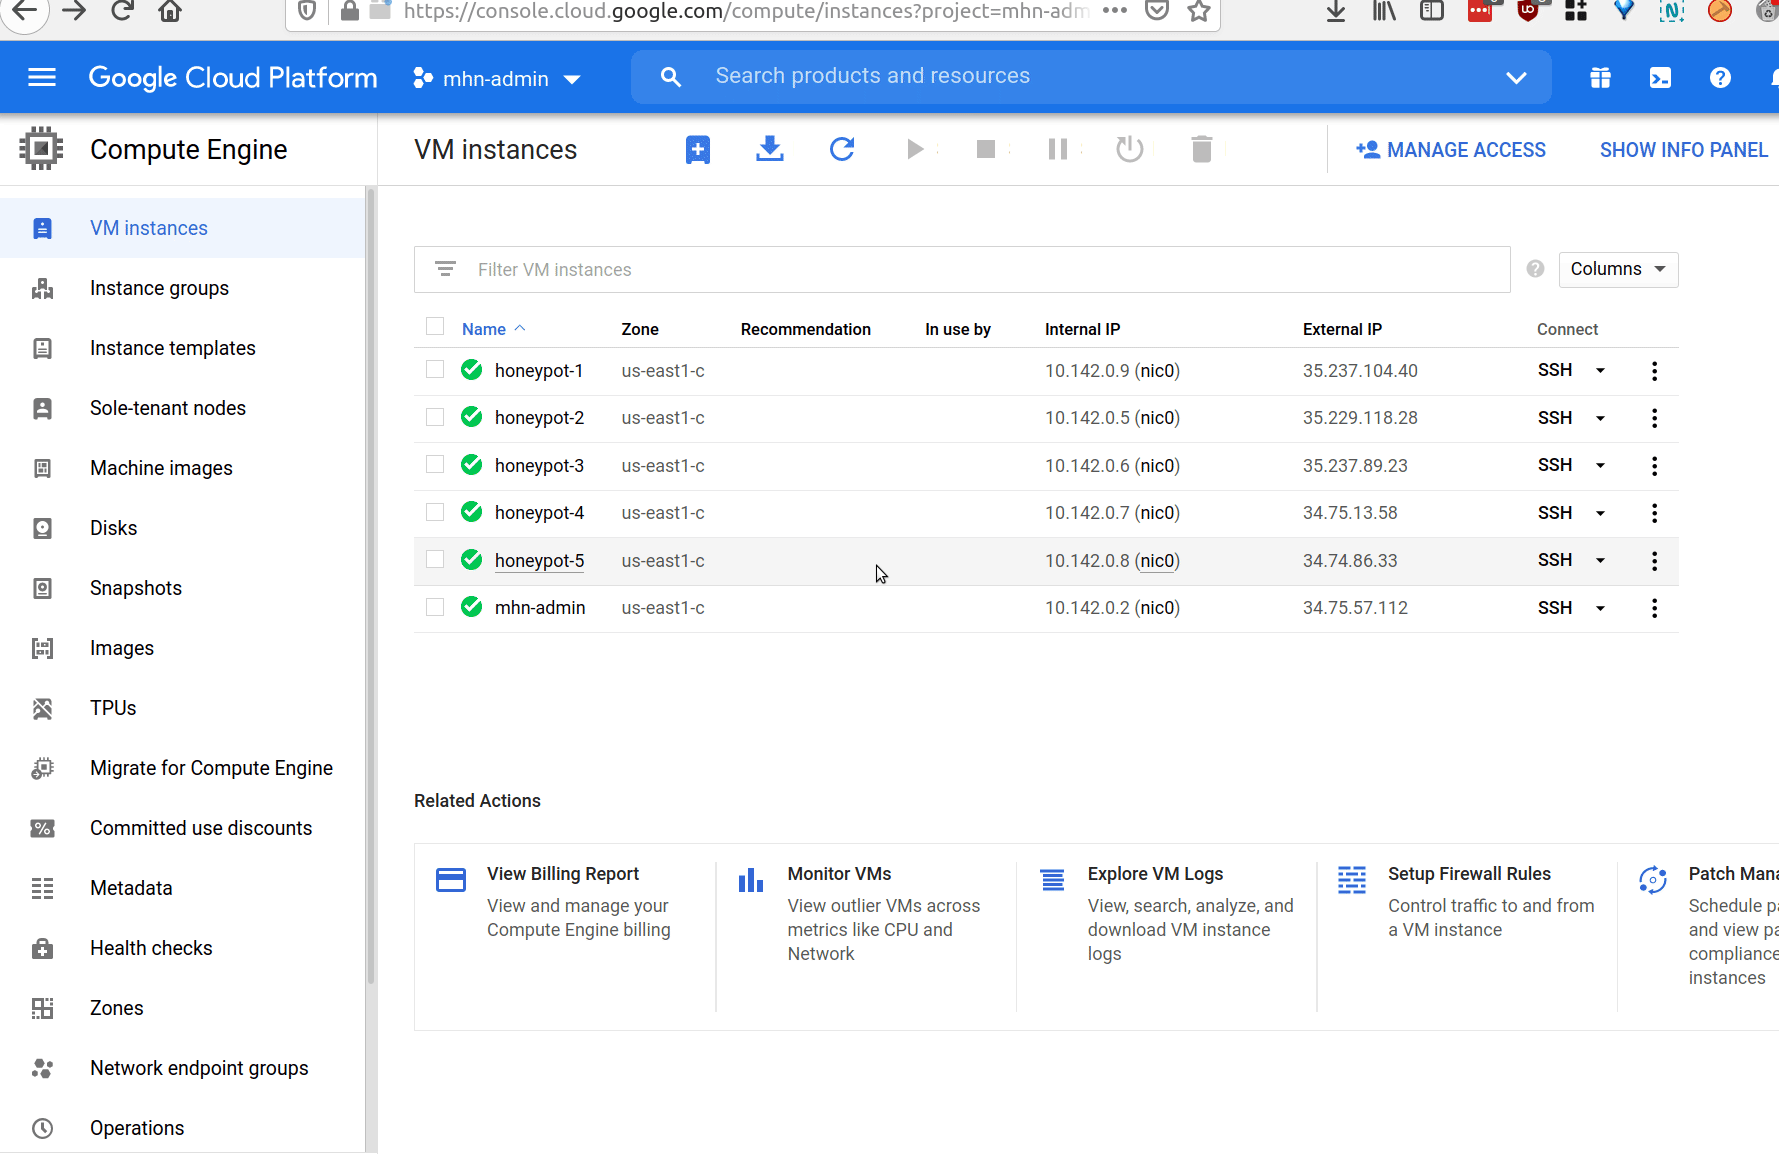 https://console.cloud.google.com/compute/instances?project=mhn-adm
Google Cloud Platform mhn-admin Search products and resources
Compute Engine VM instances MANAGE ACCESS SHOW INFO PANEL
VM instances
Instance groups
Instance templates
Sole-tenant nodes
Machine images
Disks
Snapshots
Images
TPUs
Migrate for Compute Engine
Committed use discounts
Metadata
Health checks
Zones
Network endpoint groups
Operations
Filter VM instances Columns
Name Zone Recommendation In use by Internal IP External IP Connect
honeypot-1 us-east1-c 10.142.0.9 (nic0) 35.237.104.40 SSH
honeypot-2 us-east1-c 10.142.0.5 (nic0) 35.229.118.28 SSH
honeypot-3 us-east1-c 10.142.0.6 (nic0) 35.237.89.23 SSH
honeypot-4 us-east1-c 10.142.0.7 (nic0) 34.75.13.58 SSH
honeypot-5 us-east1-c 10.142.0.8 (nic0) 34.74.86.33 SSH
mhn-admin us-east1-c 10.142.0.2 (nic0) 34.75.57.112 SSH
Related Actions
View Billing Report
View and manage your
Compute Engine billing
Monitor VMs
View outlier VMs across
metrics like CPU and
Network
Explore VM Logs
View, search, analyze, and
download VM instance
logs
Setup Firewall Rules
Control traffic to and from
a VM instance
Patch Mana
Schedule pa
and view pa
compliance
instances